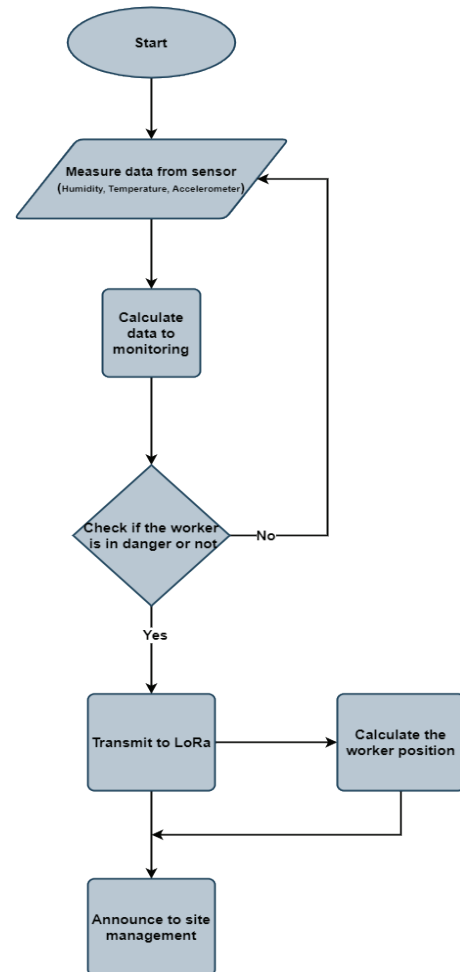 Start
Measure data from sensor
(Humidity, Temperature, Accelerometer)
Calculate
data to
monitoring
Check if the worker
is in danger or not
No
Yes
Transmit to LoRa
Calculate the
worker position
Announce to site
management